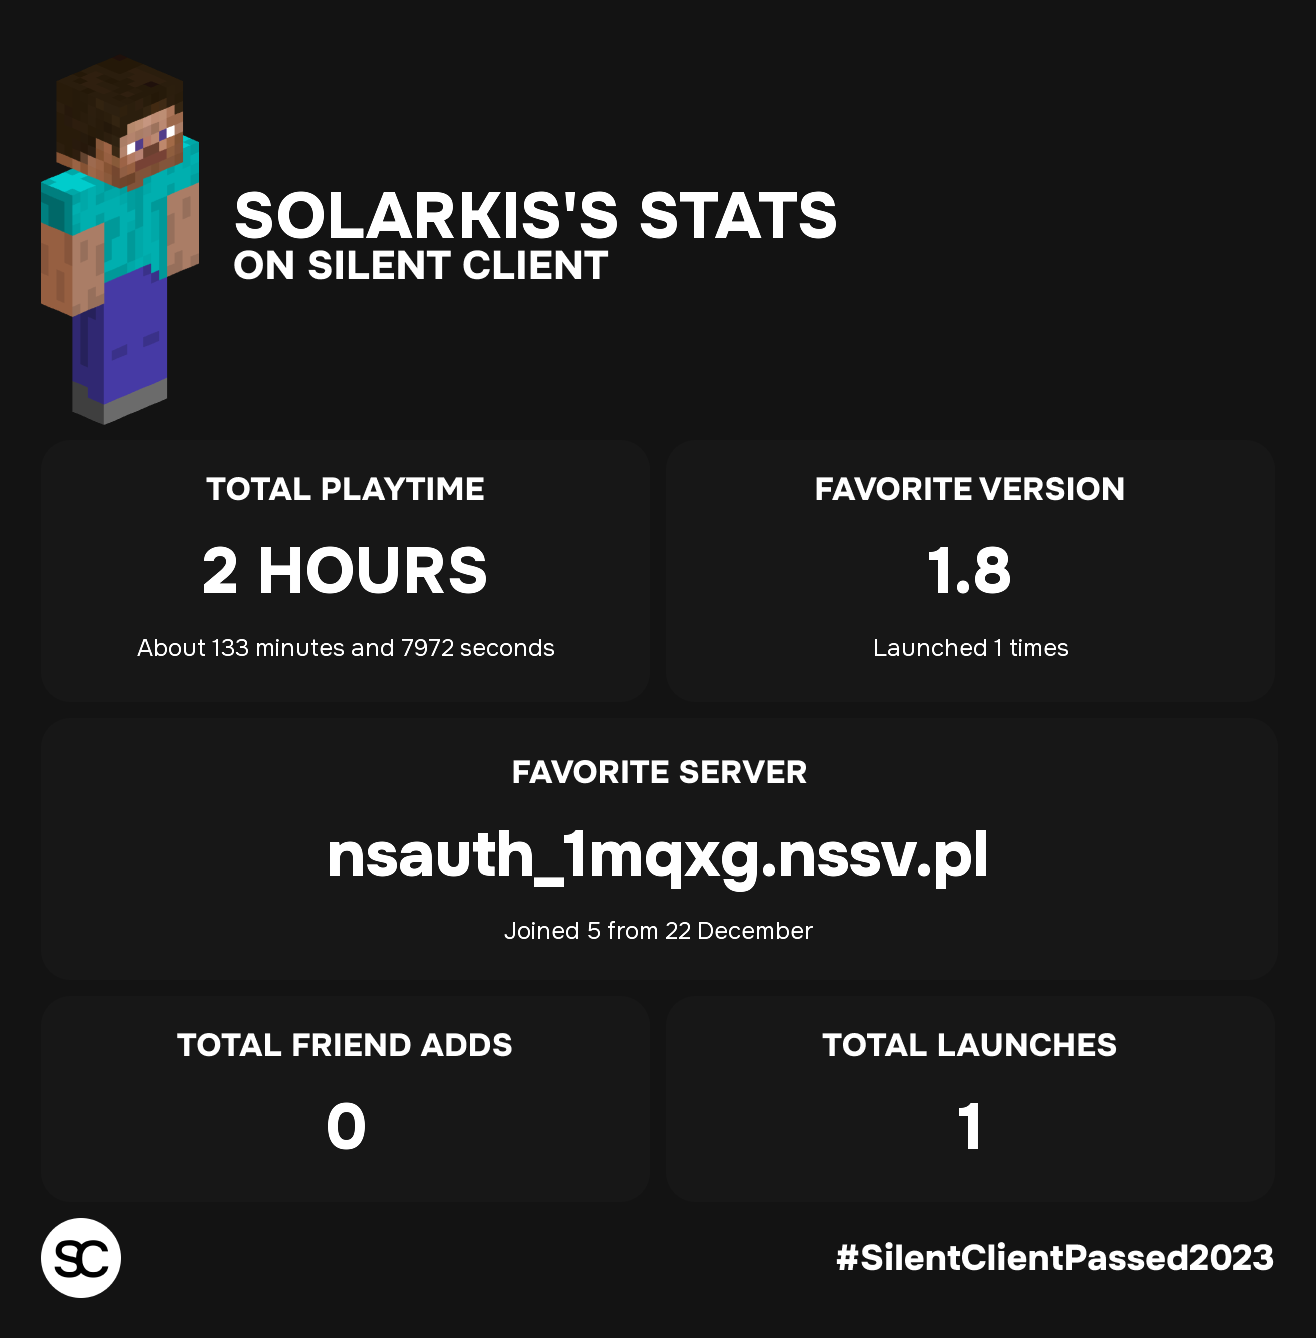 SOLARKIS'S STATS
ON SILENT CLIENT
TOTAL PLAYTIME
2 HOURS
About 133 minutes and 7972 seconds
FAVORITE VERSION
1.8
Launched 1 times
FAVORITE SERVER
nsauth_1mqxg.nssv.pl
Joined 5 from 22 December
TOTAL FRIEND ADDS
0
TOTAL LAUNCHES
1
SC
#SilentClientPassed2023